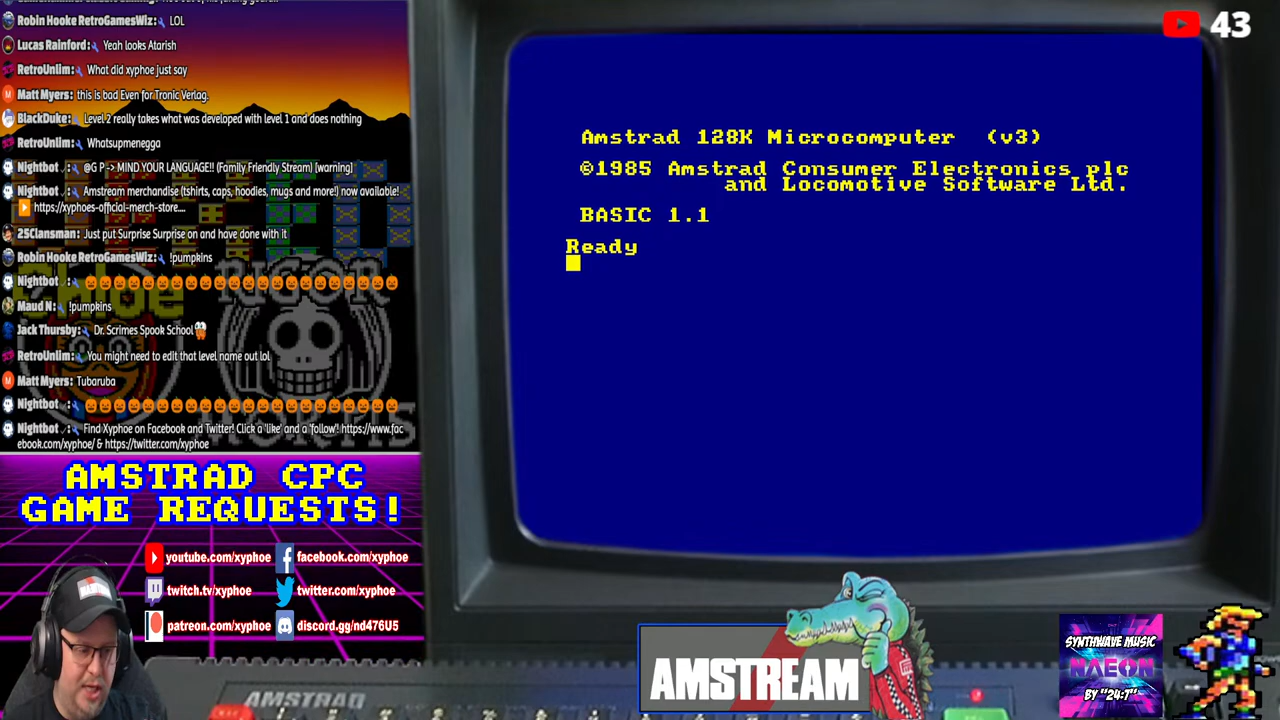 Robin Hooke RetroGamesWiz: LOL
Lucas Rainford: Yeah looks Atarish
RetroUnlim: What did xyphoe just say
Matt Myers: this is bad Even for Tronic Verlag.
BlackDuke: Level 2 really takes what was developed with level 1 and does nothing
RetroUnlim: Whatsupmenegga
Nightbot: @G P -> MIND YOUR LANGUAGE!! (Family Friendly Stream) [warning]
Nightbot: Amstream merchandise (tshirts, caps, hoodies, mugs and more!) now available!
https://xyphoes-official-merch-store....
2SClansman: Just put Surprise Surprise on and have done with it
Robin Hooke RetroGamesWiz: !pumpkins
Nightbot: 🎃🎃🎃🎃🎃🎃🎃🎃🎃🎃🎃🎃🎃🎃🎃🎃🎃🎃🎃🎃🎃🎃
Maud N: !pumpkins
Jack Thursby: Dr. Scrimes Spook School
RetroUnlim: You might need to edit that level name out lol
Matt Myers: Tubaruba
Nightbot: 🎃🎃🎃🎃🎃🎃🎃🎃🎃🎃🎃🎃🎃🎃🎃🎃🎃🎃🎃🎃🎃🎃
Nightbot: Find Xyphoe on Facebook and Twitter! Click a 'like' and a 'follow'! https://www.fac
ebook.com/xyphoe/ & https://twitter.com/xyphoe
Chloe
RIGOR
MORTIS
AMSTRAD CPC
GAME REQUESTS!
youtube.com/xyphoe
facebook.com/xyphoe
twitch.tv/xyphoe
twitter.com/xyphoe
patreon.com/xyphoe
discord.gg/nd476U5
43
Amstrad 128K Microcomputer (v3)
©1985 Amstrad Consumer Electronics plc
and Locomotive Software Ltd.
BASIC 1.1
Ready
AMSTRAD
AMSTREAM
SYNTHWAVE MUSIC
NAEON
BY "24:7"